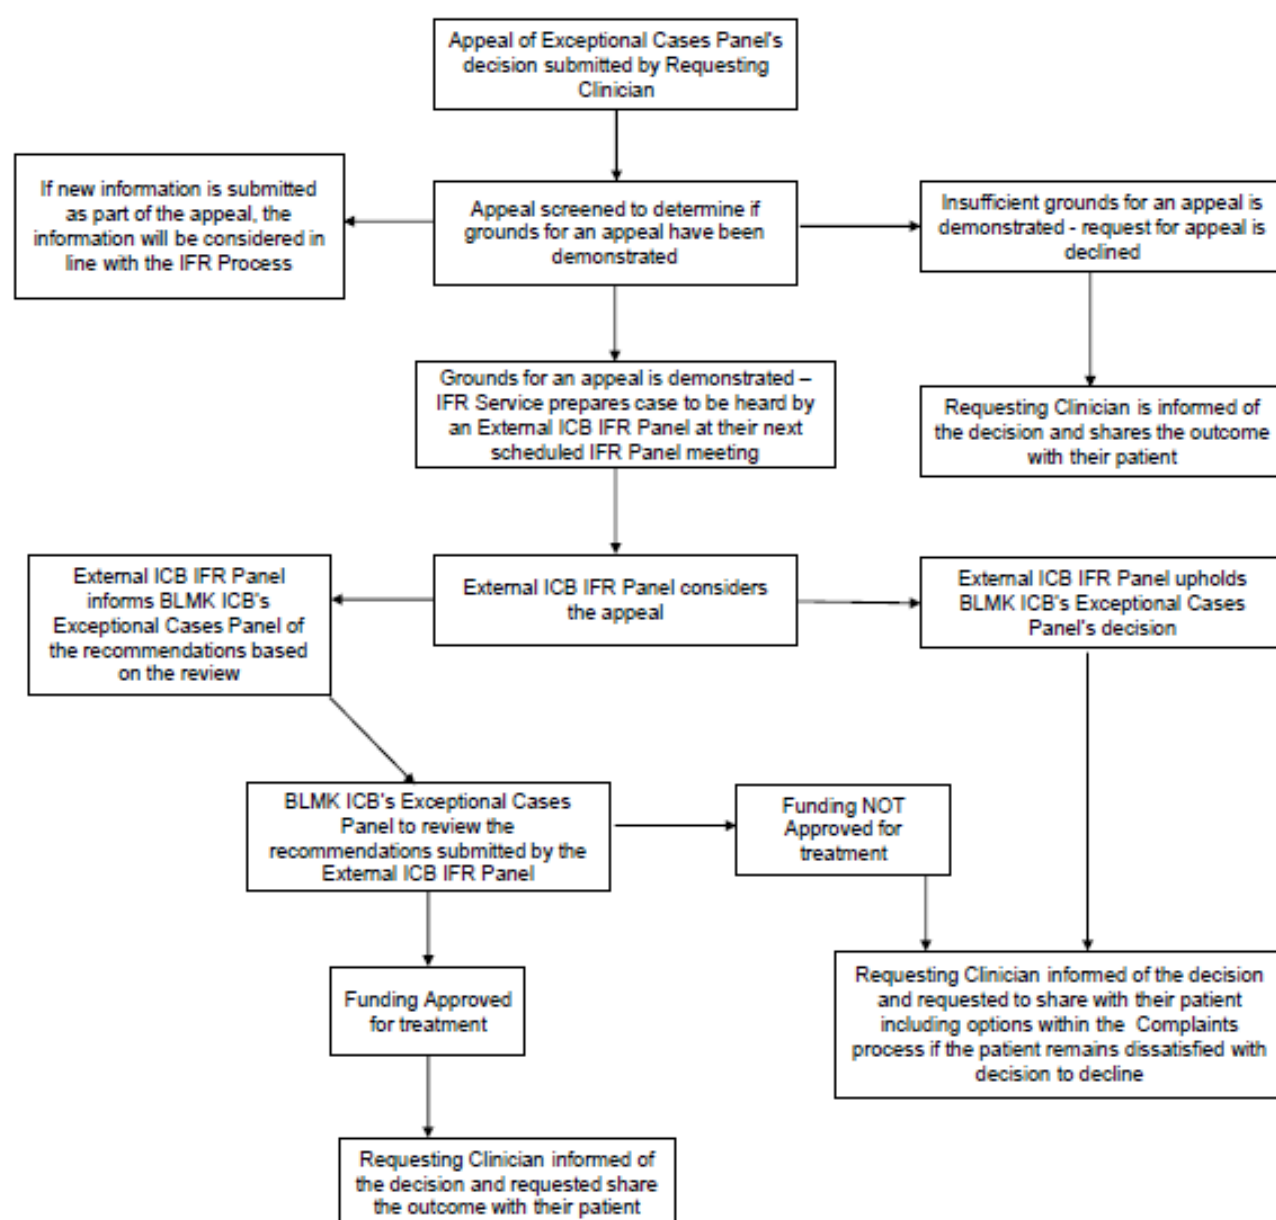 Appeal of Exceptional Cases Panel's
decision submitted by Requesting
Clinician
If new information is submitted
as part of the appeal, the
information will be considered in
line with the IFR Process
Appeal screened to determine if
grounds for an appeal have been
demonstrated
Insufficient grounds for an appeal is
demonstrated - request for appeal is
declined
Grounds for an appeal is demonstrated –
IFR Service prepares case to be heard by
an External ICB IFR Panel at their next
scheduled IFR Panel meeting
Requesting Clinician is informed of
the decision and shares the outcome
with their patient
External ICB IFR Panel
informs BLMK ICB's
Exceptional Cases Panel of
the recommendations based
on the review
External ICB IFR Panel considers
the appeal
External ICB IFR Panel upholds
BLMK ICB's Exceptional Cases
Panel's decision
BLMK ICB's Exceptional Cases
Panel to review the
recommendations submitted by the
External ICB IFR Panel
Funding NOT
Approved for
treatment
Funding Approved
for treatment
Requesting Clinician informed of the decision
and requested to share with their patient
including options within the Complaints
process if the patient remains dissatisfied with
decision to decline
Requesting Clinician informed of
the decision and requested share
the outcome with their patient